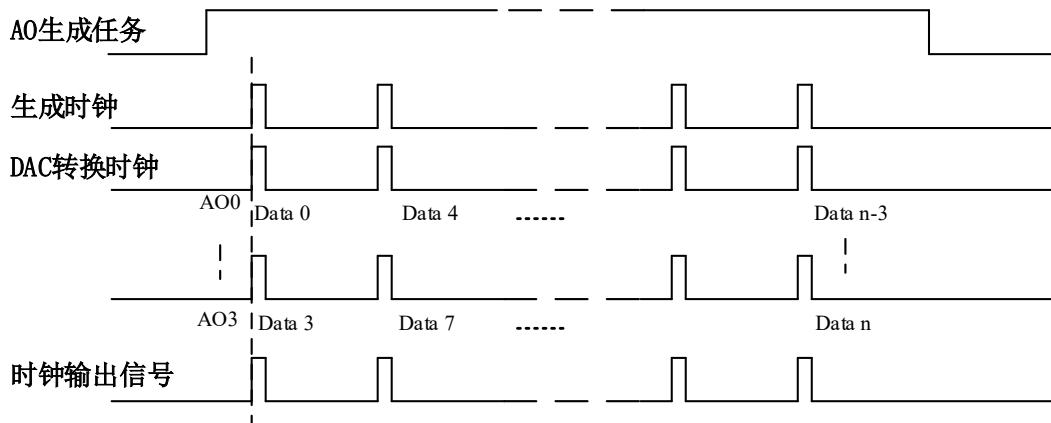 AO生成任务
生成时钟
DAC转换时钟
AO0 Data 0 Data 4 ...... Data n-3
AO3 Data 3 Data 7 ...... Data n
时钟输出信号